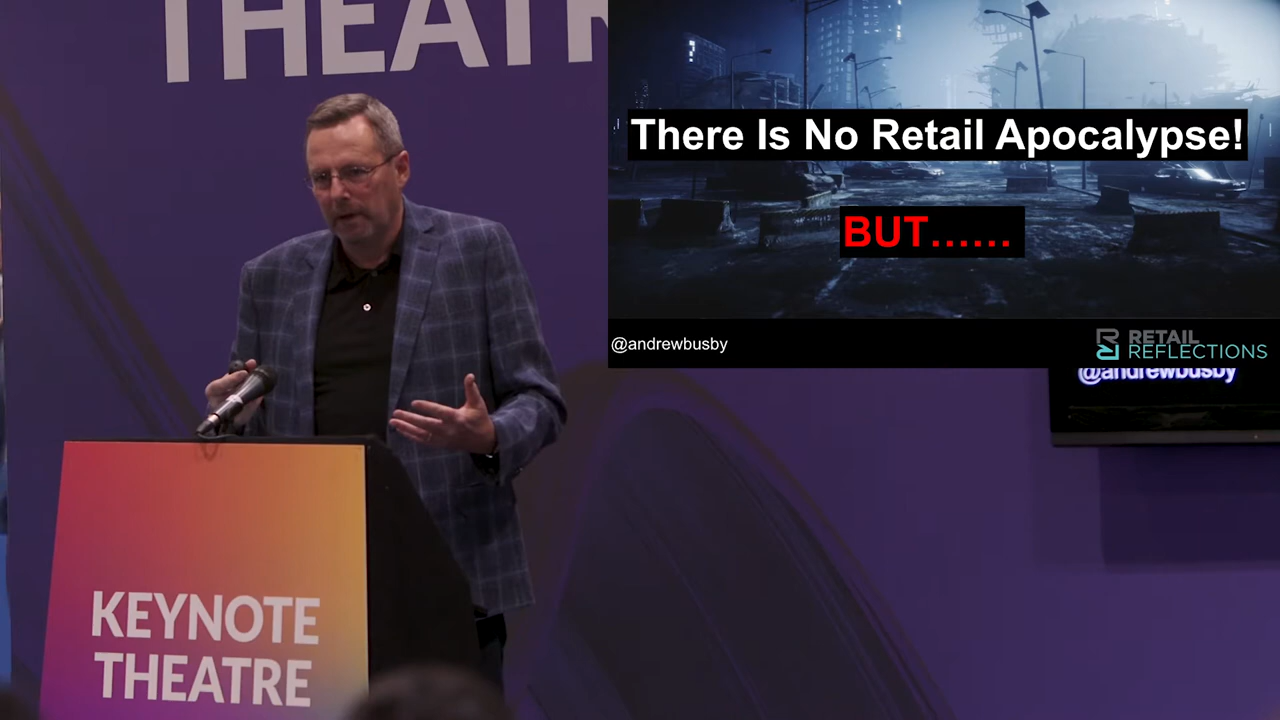 THEATR
There Is No Retail Apocalypse!
BUT......
@andrewbusby
RETAIL
REFLECTIONS
@andrewbusby
KEYNOTE
THEATRE